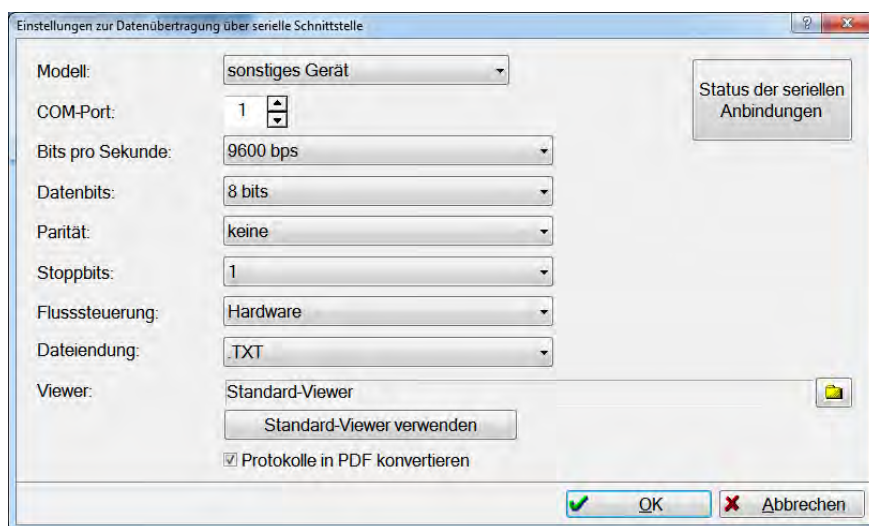 Einstellungen zur Datenübertragung über serielle Schnittstelle
Modell: sonstiges Gerät
Status der seriellen
Anbindungen
COM-Port: 1
Bits pro Sekunde: 9600 bps
Datenbits: 8 bits
Parität: keine
Stoppbits: 1
Flusssteuerung: Hardware
Dateiendung: .TXT
Viewer: Standard-Viewer
Standard-Viewer verwenden
Protokolle in PDF konvertieren
OK Abbrechen